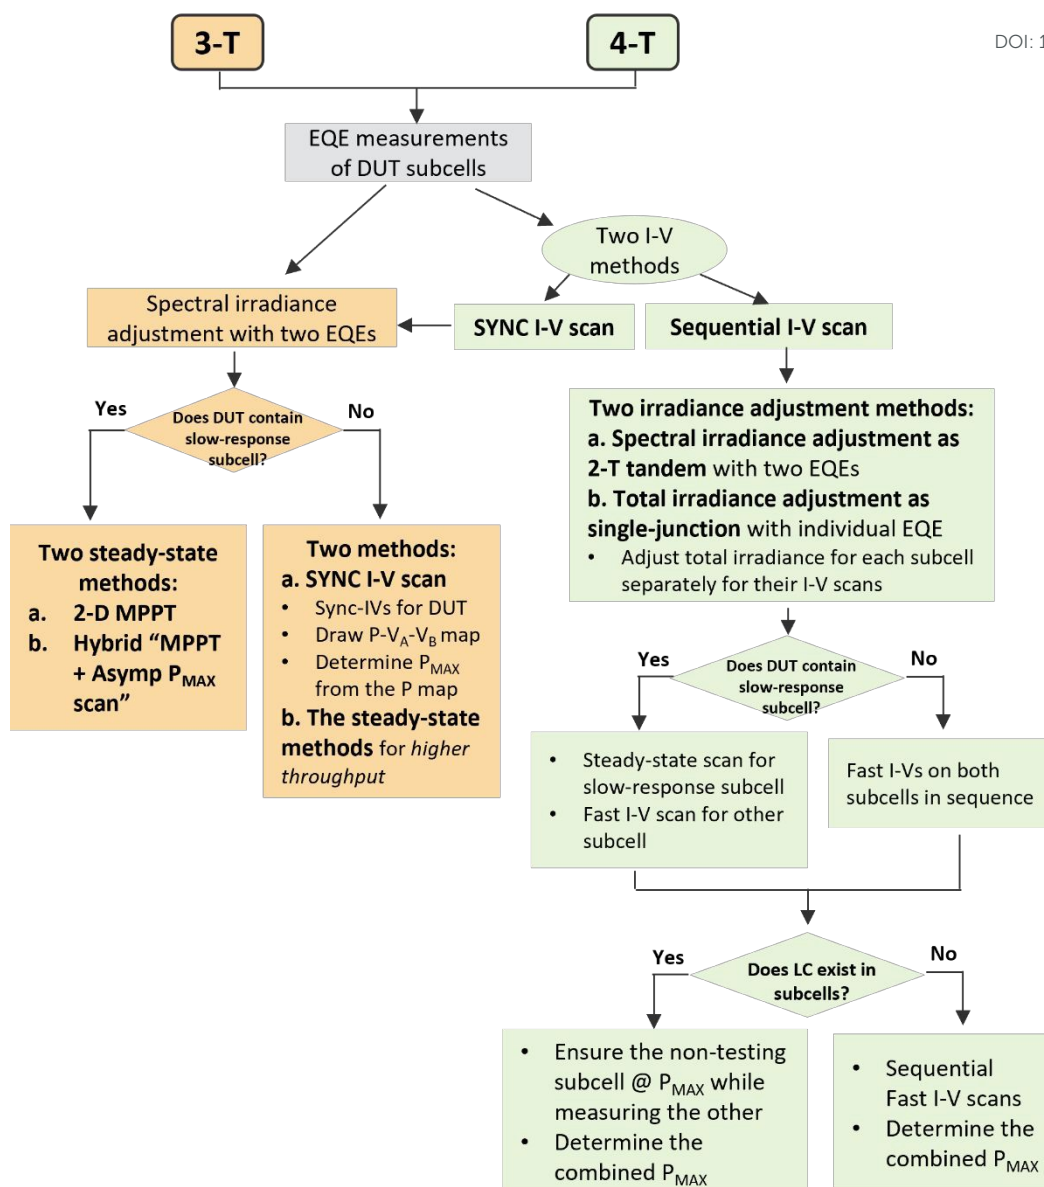 3-T
4-T
DOI: 1
EQE measurements
of DUT subcells
Two I-V
methods
Spectral irradiance
adjustment with two EQEs
SYNC I-V scan
Sequential I-V scan
Yes
Does DUT contain
slow-response
subcell?
No
Two irradiance adjustment methods:
a. Spectral irradiance adjustment as
2-T tandem with two EQEs
b. Total irradiance adjustment as
single-junction with individual EQE
• Adjust total irradiance for each subcell
separately for their I-V scans
Two steady-state
methods:
a. 2-D MPPT
b. Hybrid “MPPT
+ Asymp PMAX
scan”
Two methods:
a. SYNC I-V scan
• Sync-IVs for DUT
• Draw P-VA-VB map
• Determine PMAX
from the P map
b. The steady-state
methods for higher
throughput
Yes
Does DUT contain
slow-response
subcell?
No
• Steady-state scan for
slow-response subcell
• Fast I-V scan for other
subcell
Fast I-Vs on both
subcells in sequence
Yes
Does LC exist in
subcells?
No
• Ensure the non-testing
subcell @ PMAX while
measuring the other
• Determine the
combined PMAX
• Sequential
Fast I-V scans
• Determine the
combined PMAX